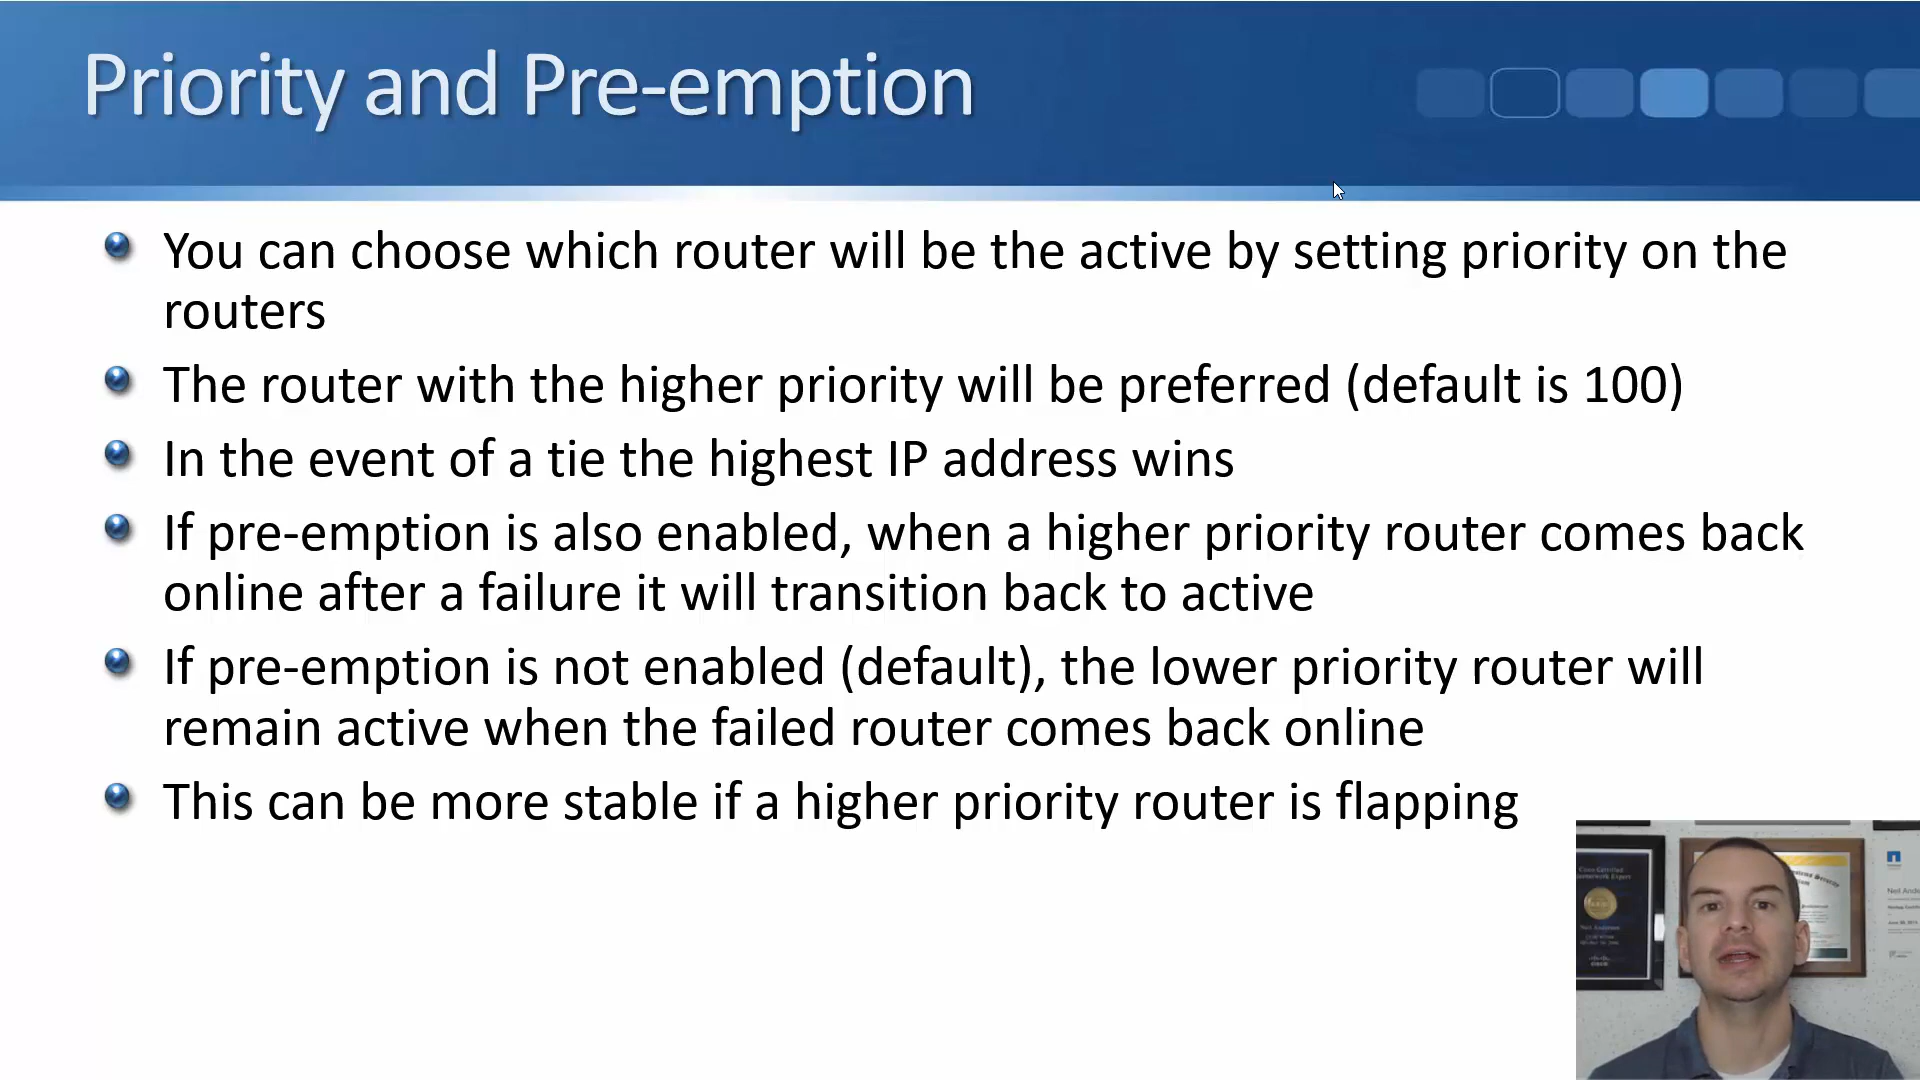 Priority and Pre-emption
You can choose which router will be the active by setting priority on the
routers
The router with the higher priority will be preferred (default is 100)
In the event of a tie the highest IP address wins
If pre-emption is also enabled, when a higher priority router comes back
online after a failure it will transition back to active
If pre-emption is not enabled (default), the lower priority router will
remain active when the failed router comes back online
This can be more stable if a higher priority router is flapping